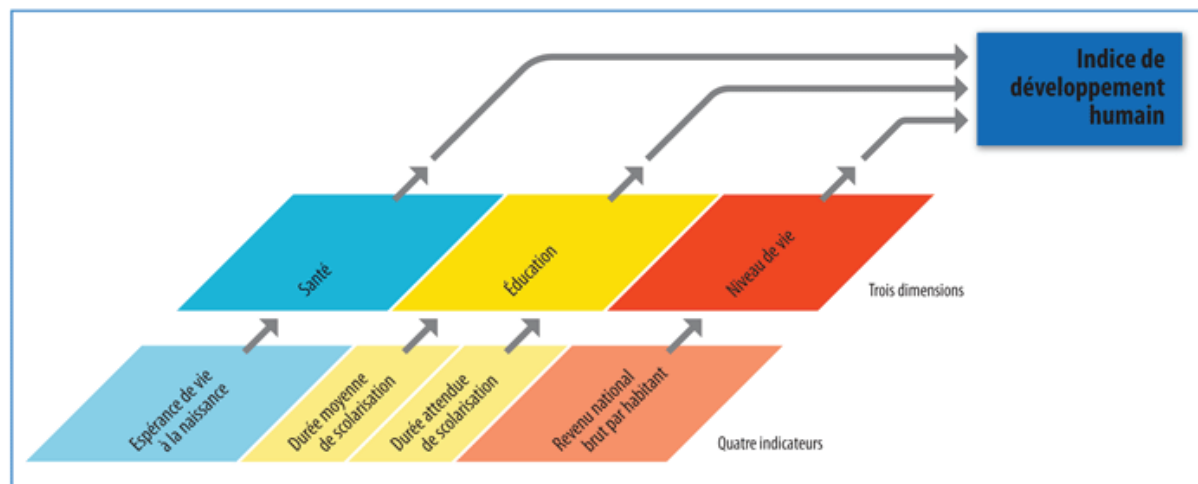 Indice de
développement
humain
Santé
Éducation
Niveau de vie
Trois dimensions
Espérance de vie
à la naissance
Durée moyenne
de scolarisation
Durée attendue
de scolarisation
Revenu national
brut par habitant
Quatre indicateurs